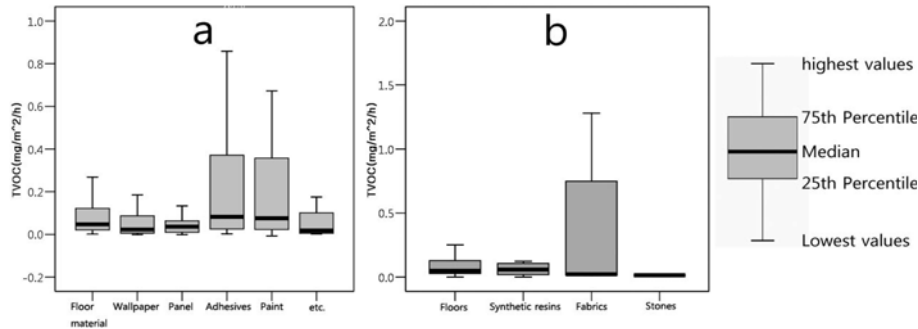 a
TVOC(mg/m^2/h)
1.0
0.8
0.6
0.4
0.2
0.0
-0.2
Floor material
Wallpaper
Panel
Adhesives
Paint
etc.
b
TVOC(mg/m^2/h)
2.0
1.5
1.0
0.5
0.0
Floors
Synthetic resins
Fabrics
Stones
highest values
75th Percentile
Median
25th Percentile
Lowest values